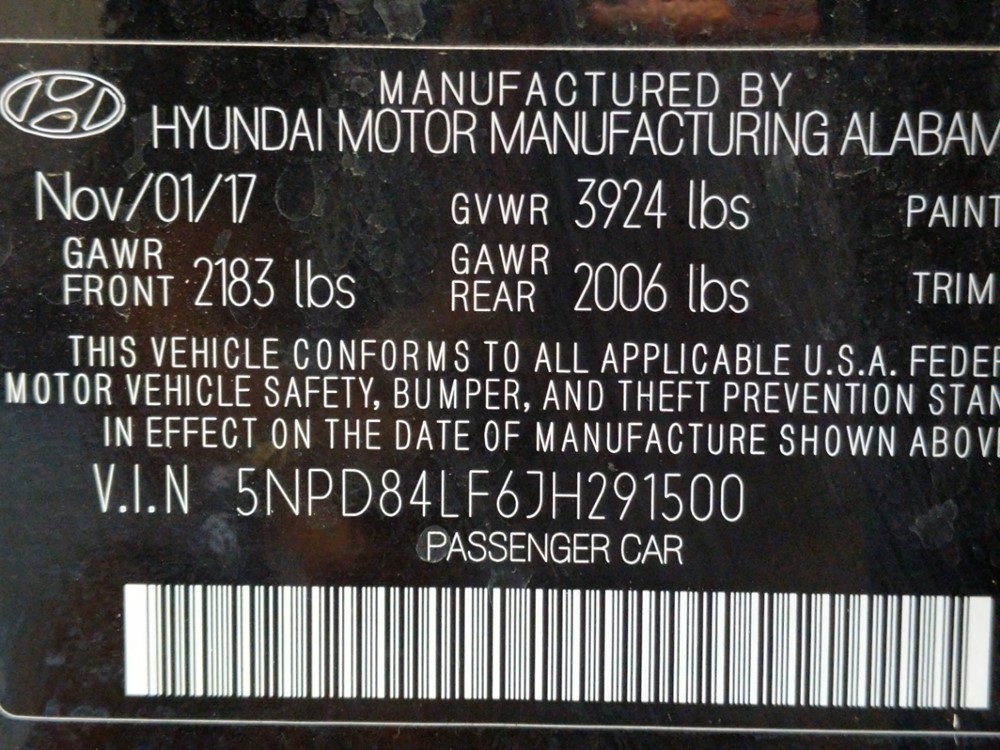 MANUFACTURED BY
HYUNDAI MOTOR MANUFACTURING ALABAM
Nov/01/17 GVWR 3924 lbs PAINT
GAWR FRONT 2183 lbs GAWR REAR 2006 lbs TRIM
THIS VEHICLE CONFORMS TO ALL APPLICABLE U.S.A. FEDER
MOTOR VEHICLE SAFETY, BUMPER, AND THEFT PREVENTION STAN
IN EFFECT ON THE DATE OF MANUFACTURE SHOWN ABOV
V.I.N 5NPD84LF6JH291500
PASSENGER CAR